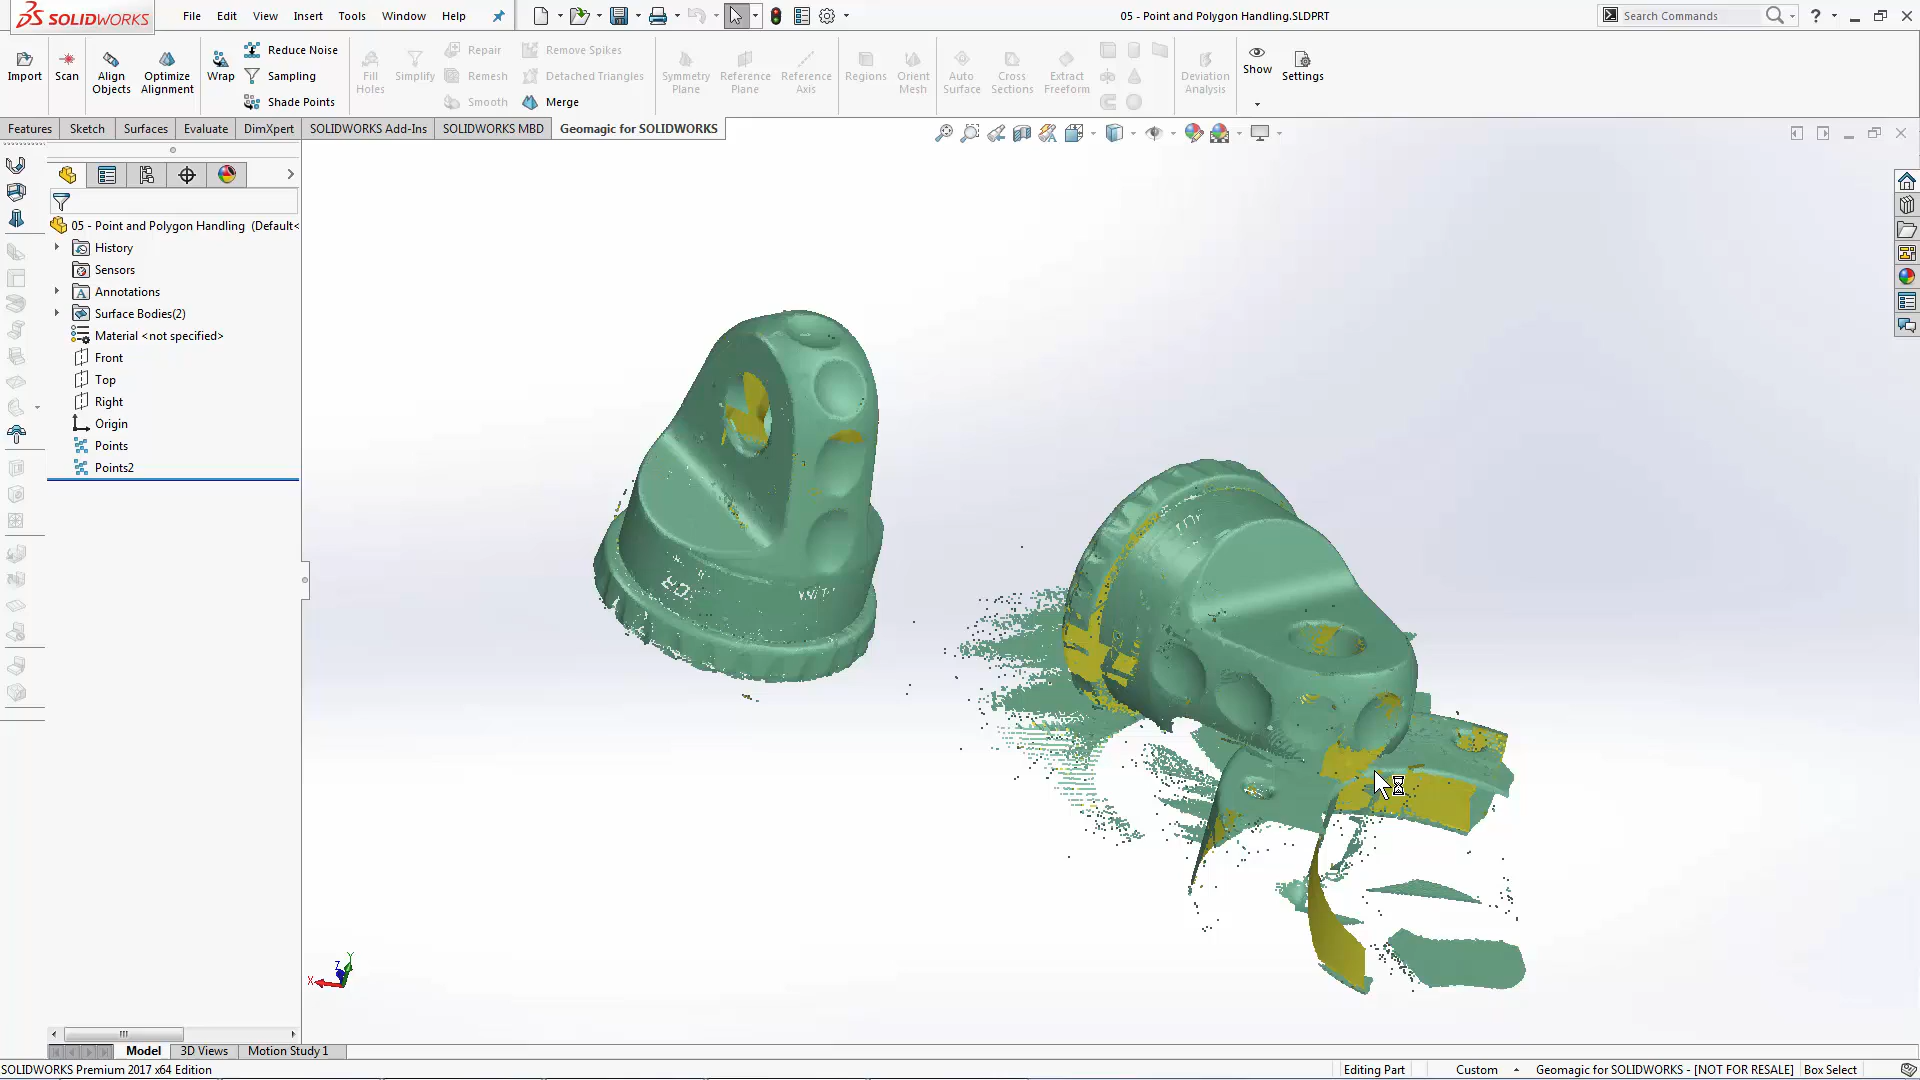 SOLIDWORKS
File Edit View Insert Tools Window Help
05 - Point and Polygon Handling.SLDPRT
Search Commands
Import
Scan
Align Objects
Optimize Alignment
Wrap
Reduce Noise
Sampling
Shade Points
Fill Holes
Simplify
Repair
Remesh
Smooth
Remove Spikes
Detached Triangles
Merge
Symmetry Plane
Reference Plane
Reference Axis
Regions
Orient Mesh
Auto Surface
Cross Sections
Extract Freeform
Deviation Analysis
Show
Settings
Features Sketch Surfaces Evaluate DimXpert SOLIDWORKS Add-Ins SOLIDWORKS MBD Geomagic for SOLIDWORKS
05 - Point and Polygon Handling (Default<
History
Sensors
Annotations
Surface Bodies(2)
Material <not specified>
Front
Top
Right
Origin
Points
Points2
Y
Z
X
Model 3D Views Motion Study 1
SOLIDWORKS Premium 2017 x64 Edition
Editing Part Custom Geomagic for SOLIDWORKS - [NOT FOR RESALE] Box Select